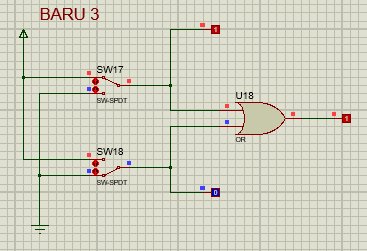 BARU 3
1
SW17
U18
SW-SPDT
1
OR
SW18
SW-SPDT
0